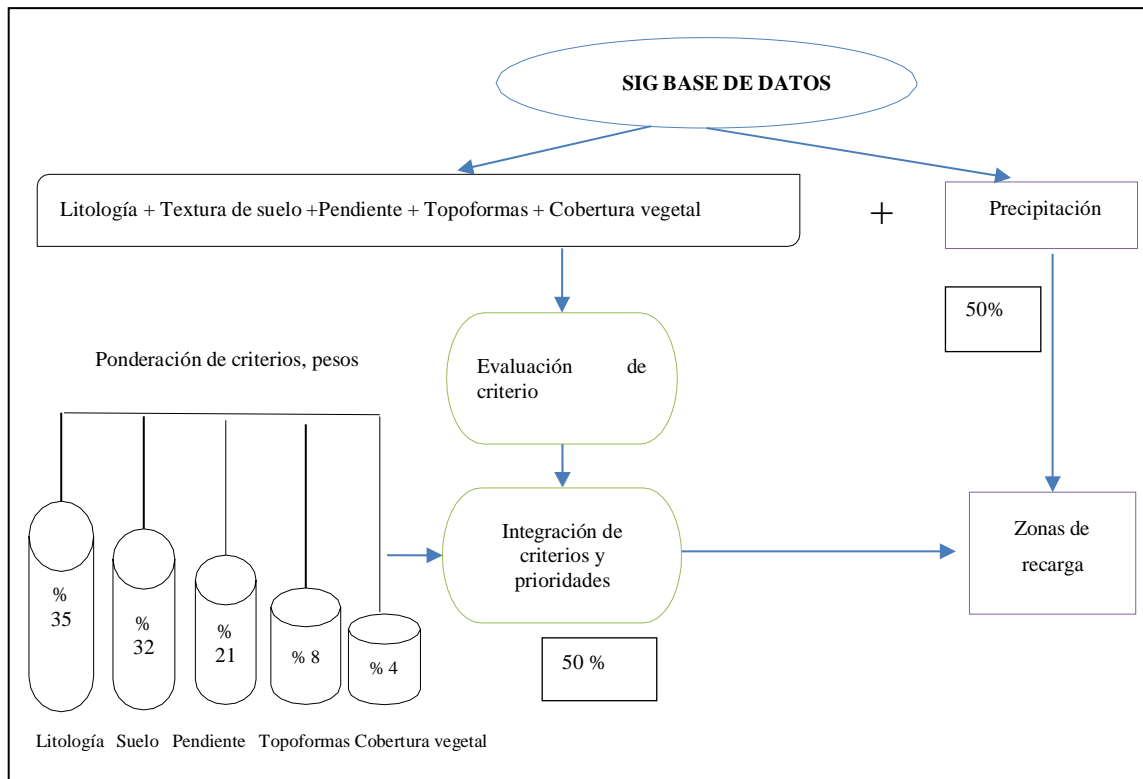 SIG BASE DE DATOS
Litología + Textura de suelo +Pendiente + Topoformas + Cobertura vegetal
+
Precipitación
50%
Ponderación de criterios, pesos
Evaluación de
criterio
Integración de
criterios y
prioridades
Zonas de
recarga
%
35
%
32
%
21
% 8
% 4
50 %
Litología Suelo Pendiente Topoformas Cobertura vegetal